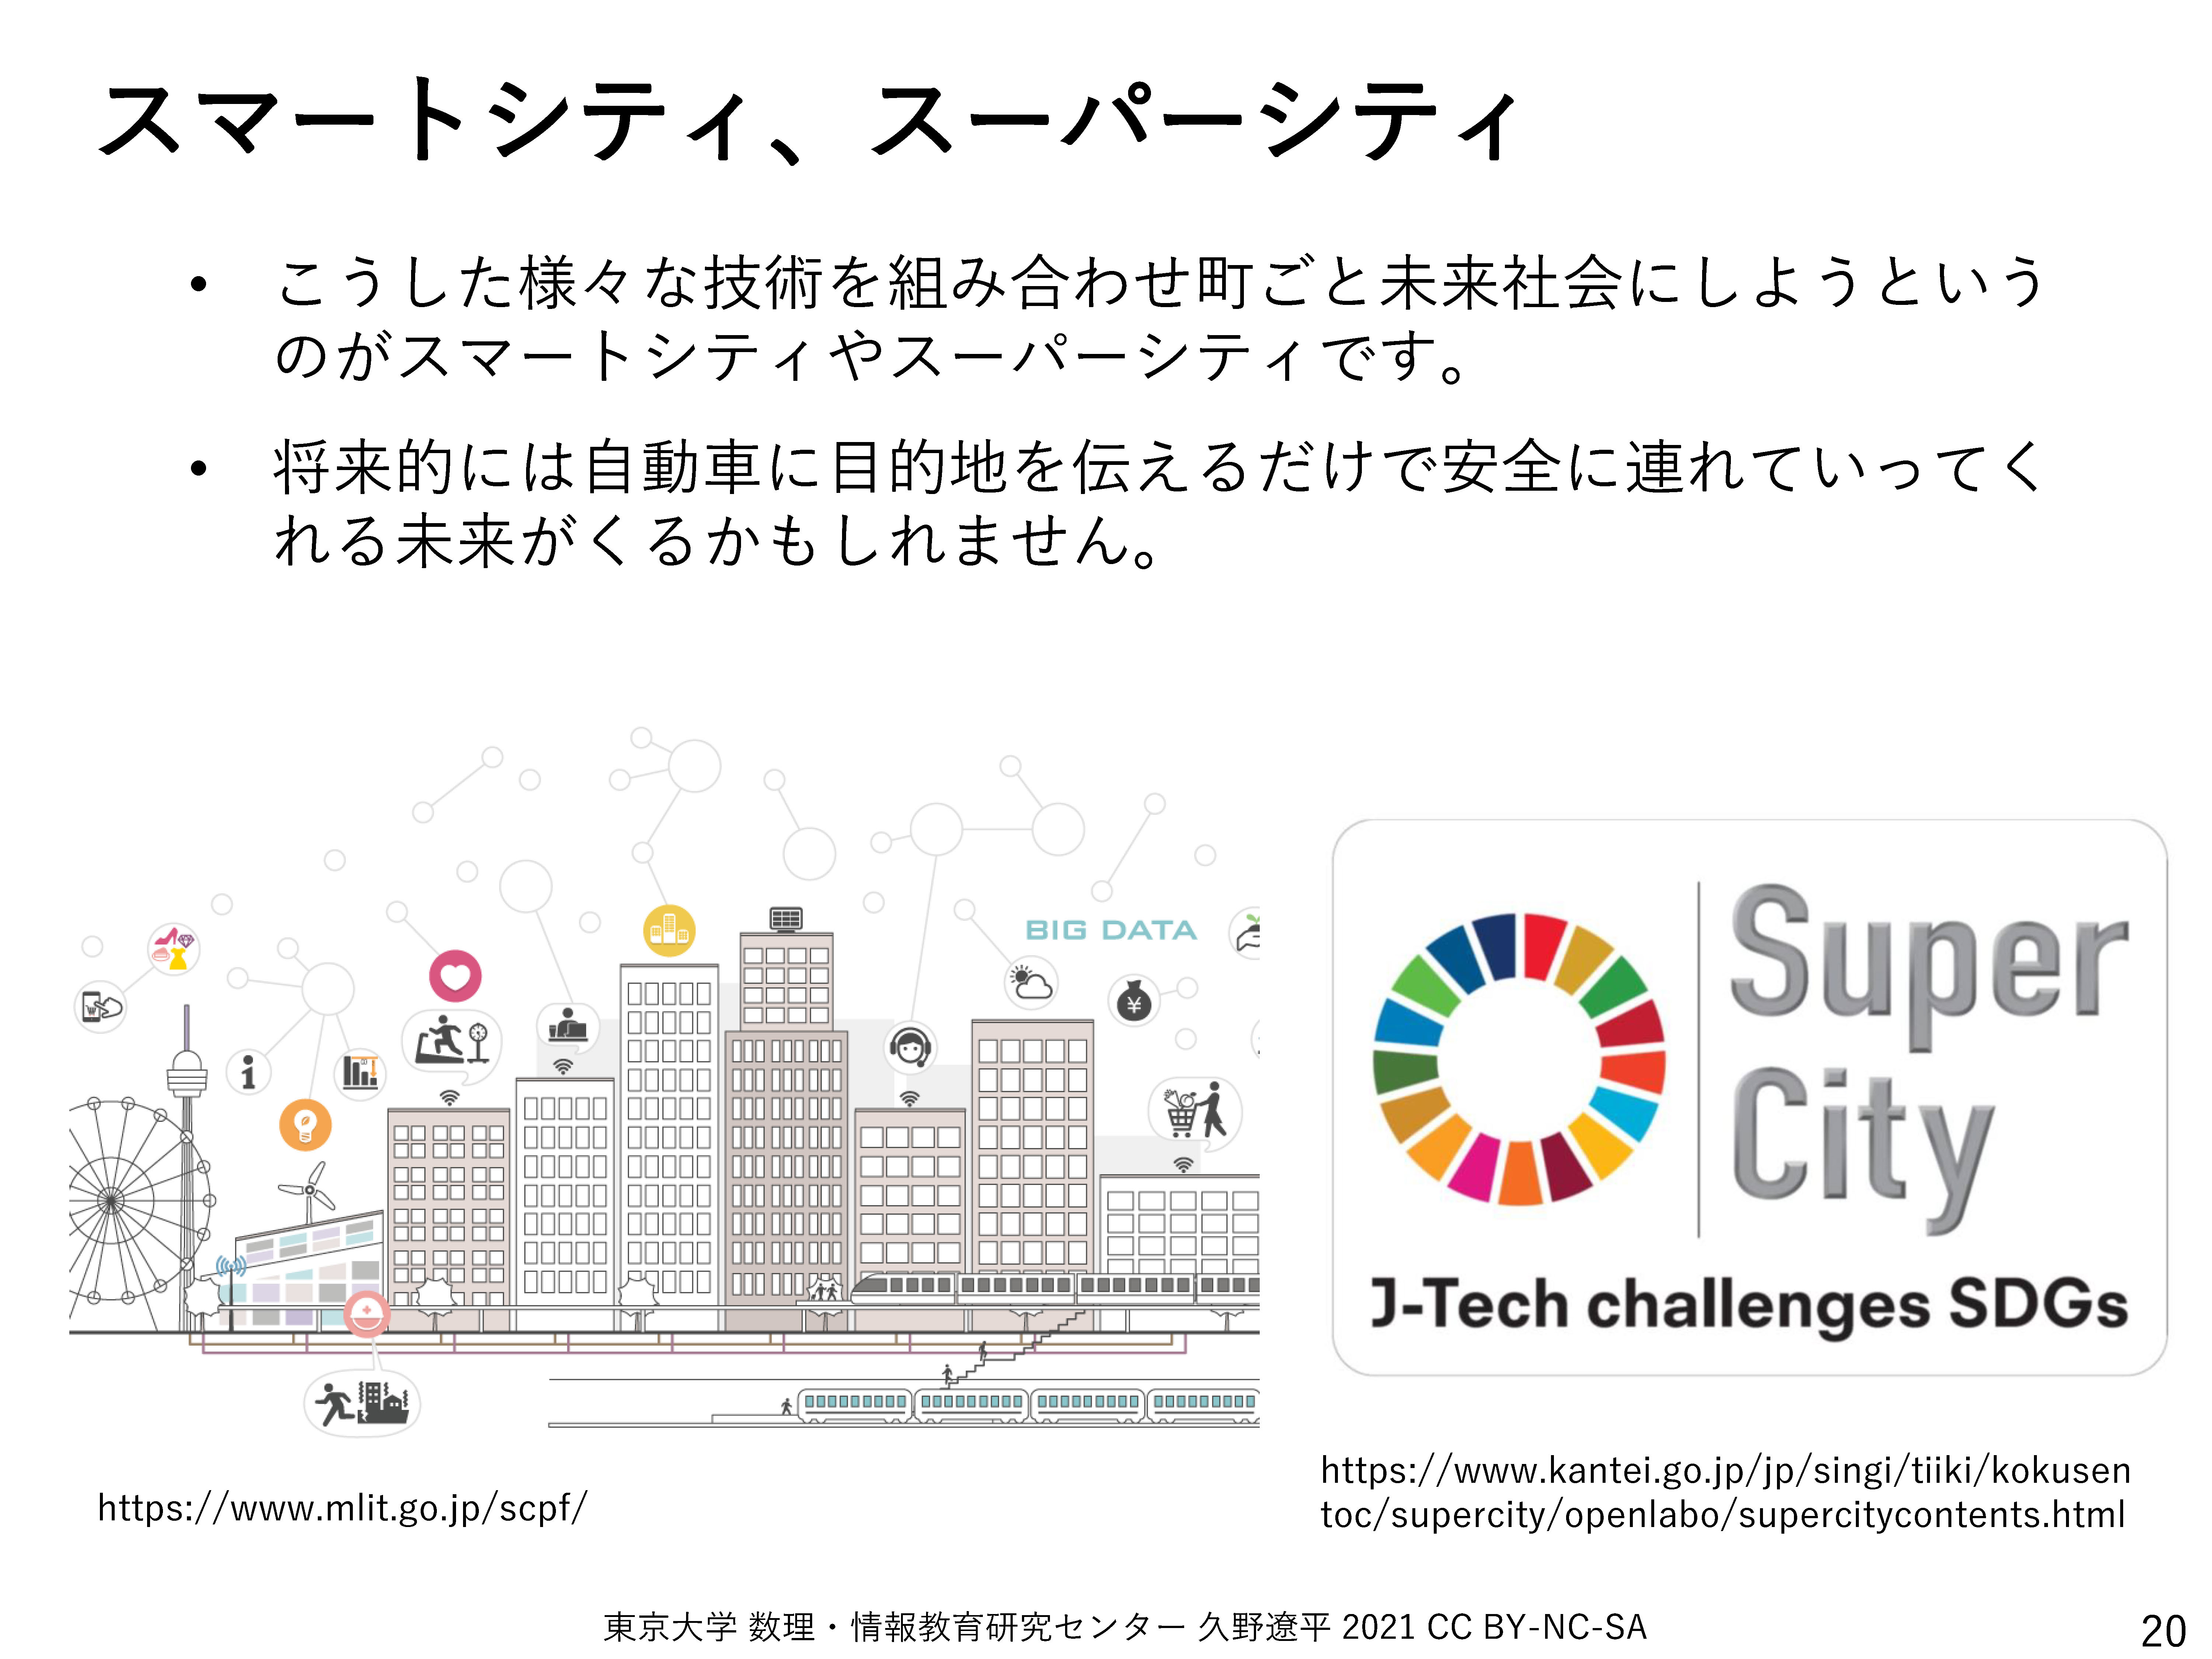 スマートシティ、スーパーシティ
• こうした様々な技術を組み合わせ町ごと未来社会にしようという
のがスマートシティやスーパーシティです。
• 将来的には自動車に目的地を伝えるだけで安全に連れていってく
れる未来がくるかもしれません。
BIG DATA
i
¥
Super
City
J-Tech challenges SDGs
https://www.mlit.go.jp/scpf/
https://www.kantei.go.jp/jp/singi/tiiki/kokusen
toc/supercity/openlabo/supercitycontents.html
東京大学 数理・情報教育研究センター 久野遼平 2021 CC BY-NC-SA
20